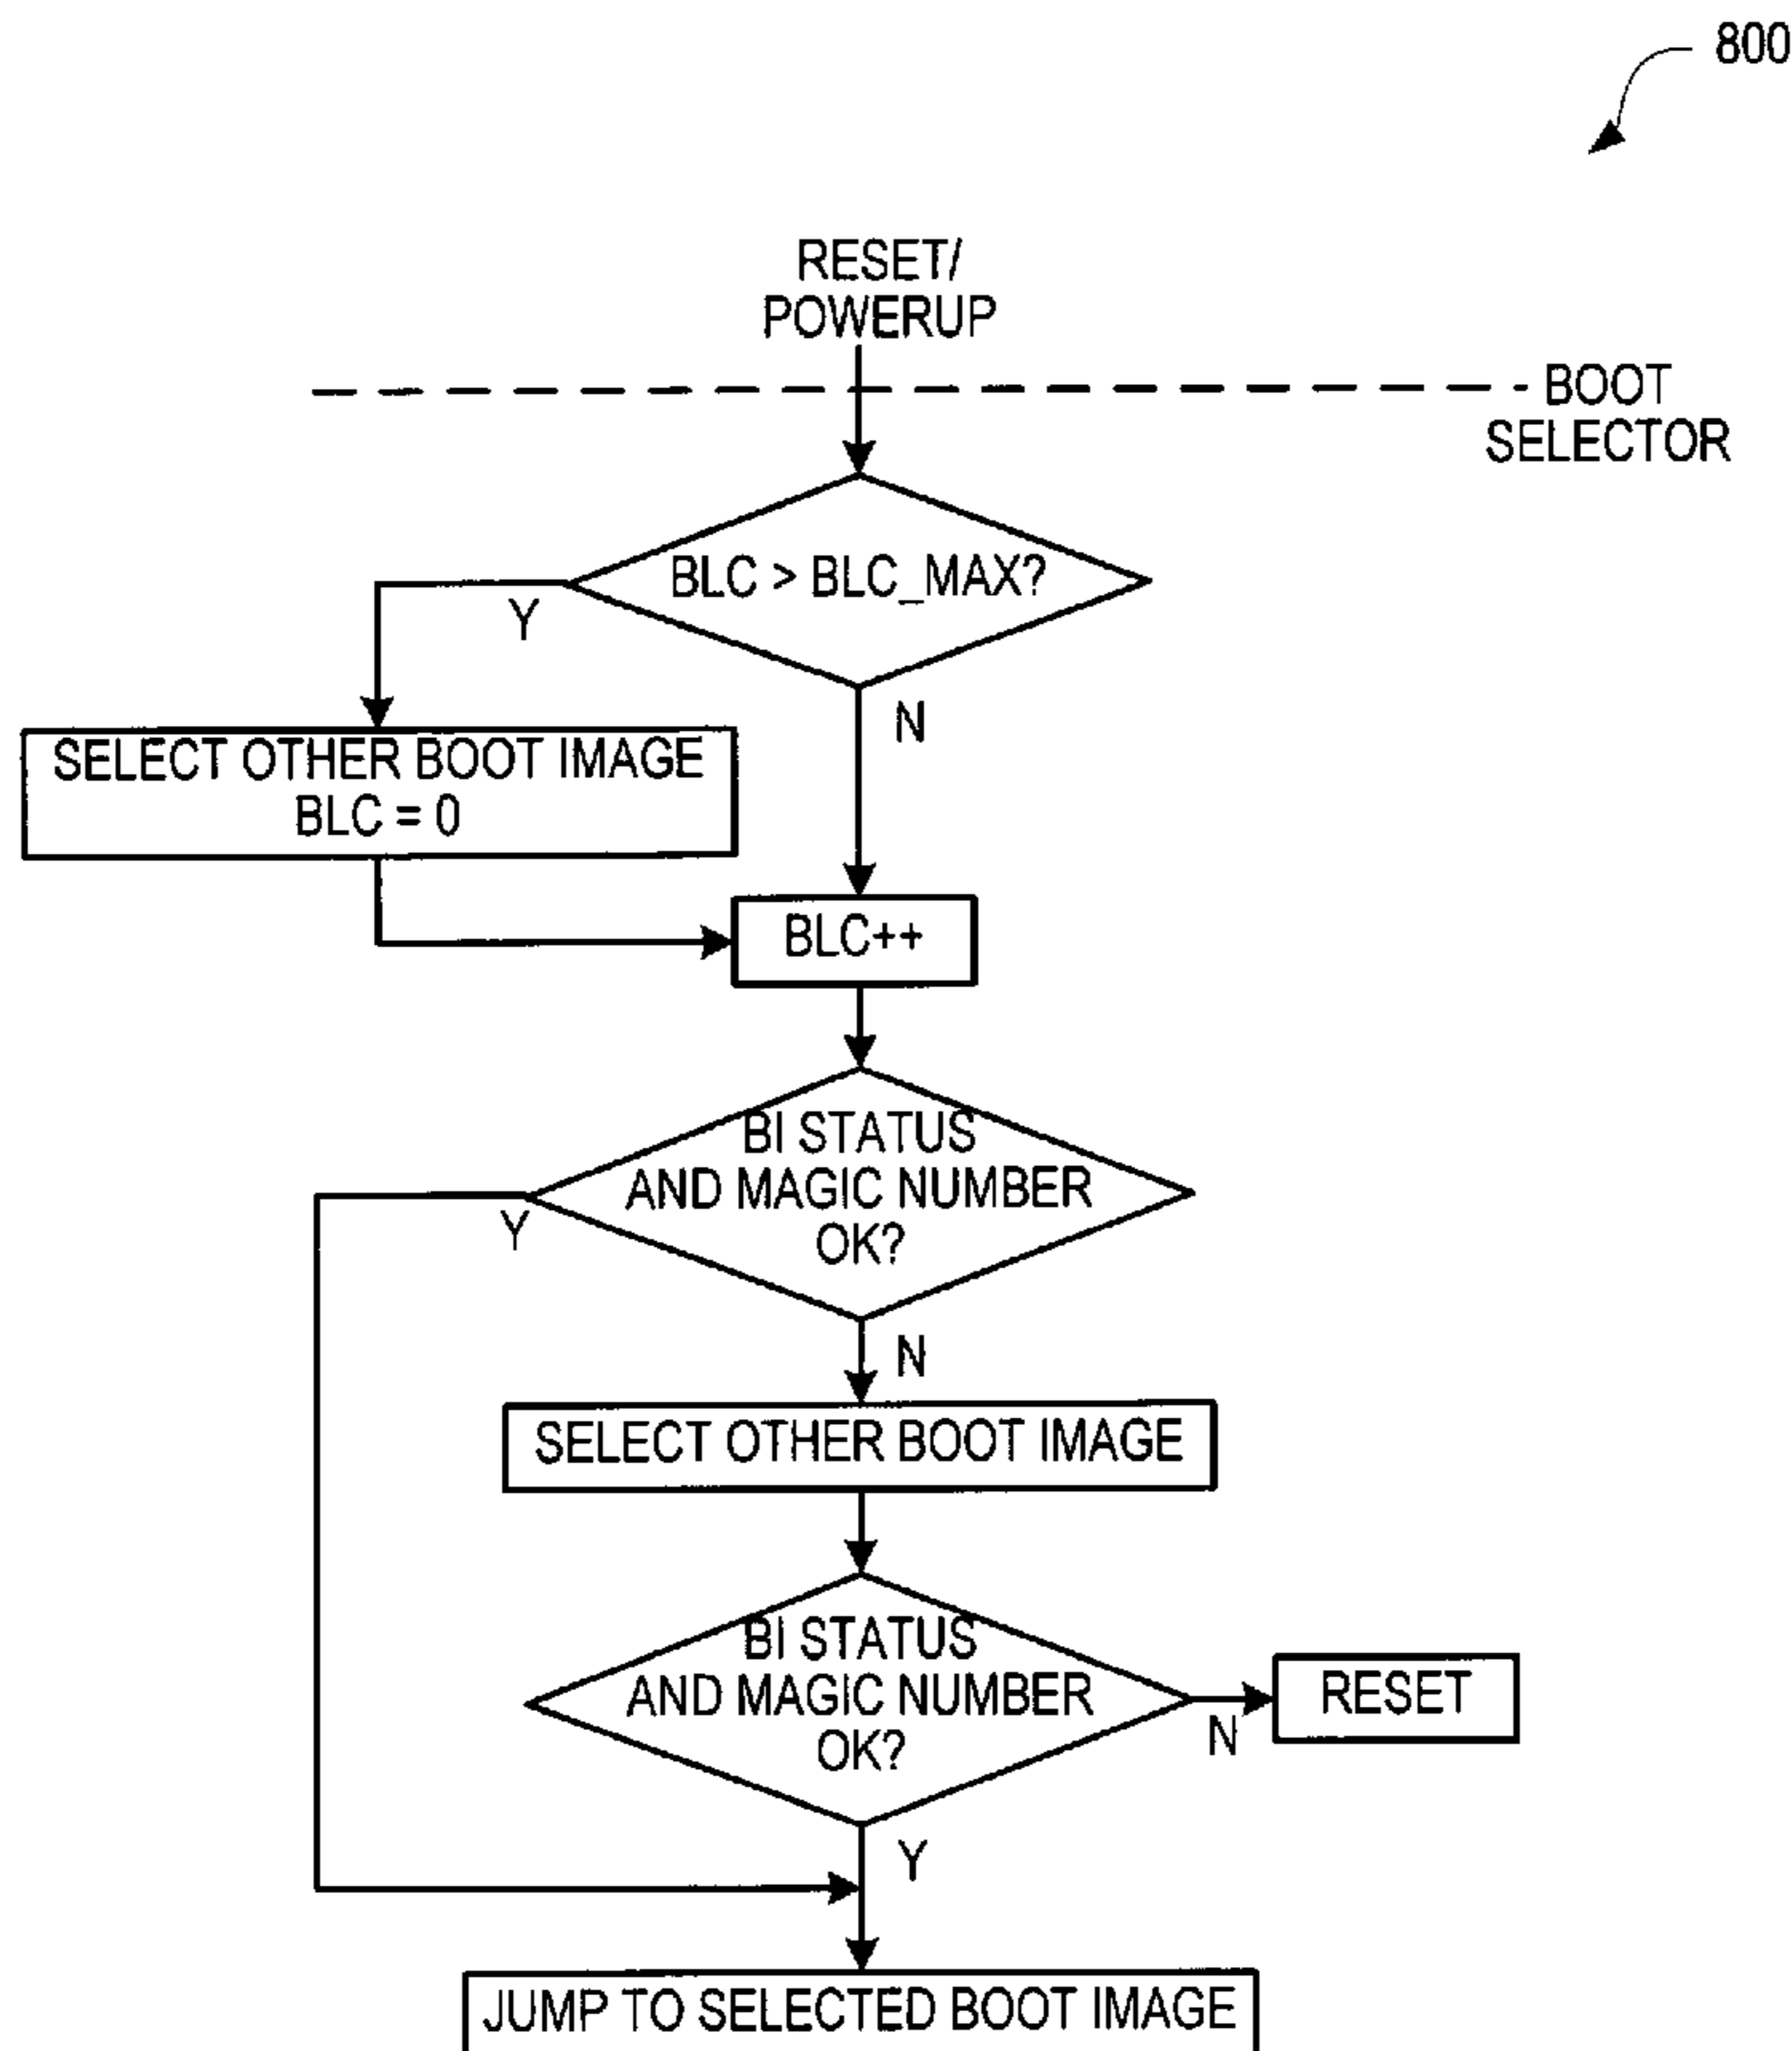 800
RESET/
POWERUP
BOOT
SELECTOR
BLC > BLC_MAX?
Y
N
SELECT OTHER BOOT IMAGE
BLC = 0
BLC++
BI STATUS
AND MAGIC NUMBER
OK?
Y
N
SELECT OTHER BOOT IMAGE
BI STATUS
AND MAGIC NUMBER
OK?
RESET
N
Y
JUMP TO SELECTED BOOT IMAGE